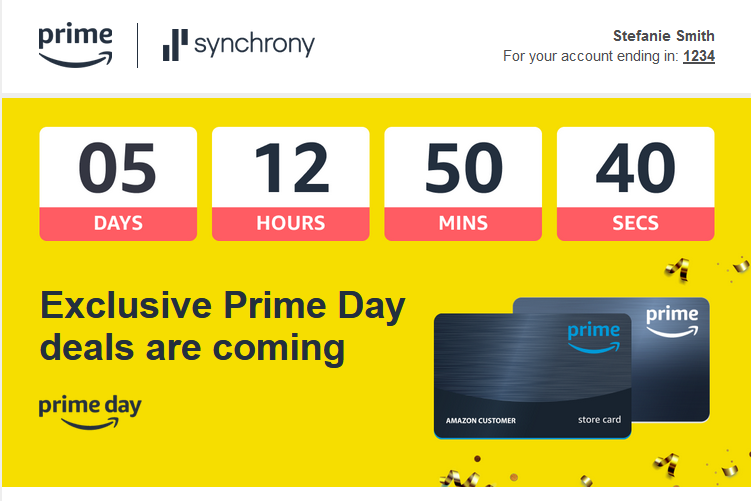 prime
synchrony
Stefanie Smith
For your account ending in: 1234
05 12 50 40
DAYS HOURS MINS SECS
Exclusive Prime Day
deals are coming
prime day
prime
prime
AMAZON CUSTOMER
store card